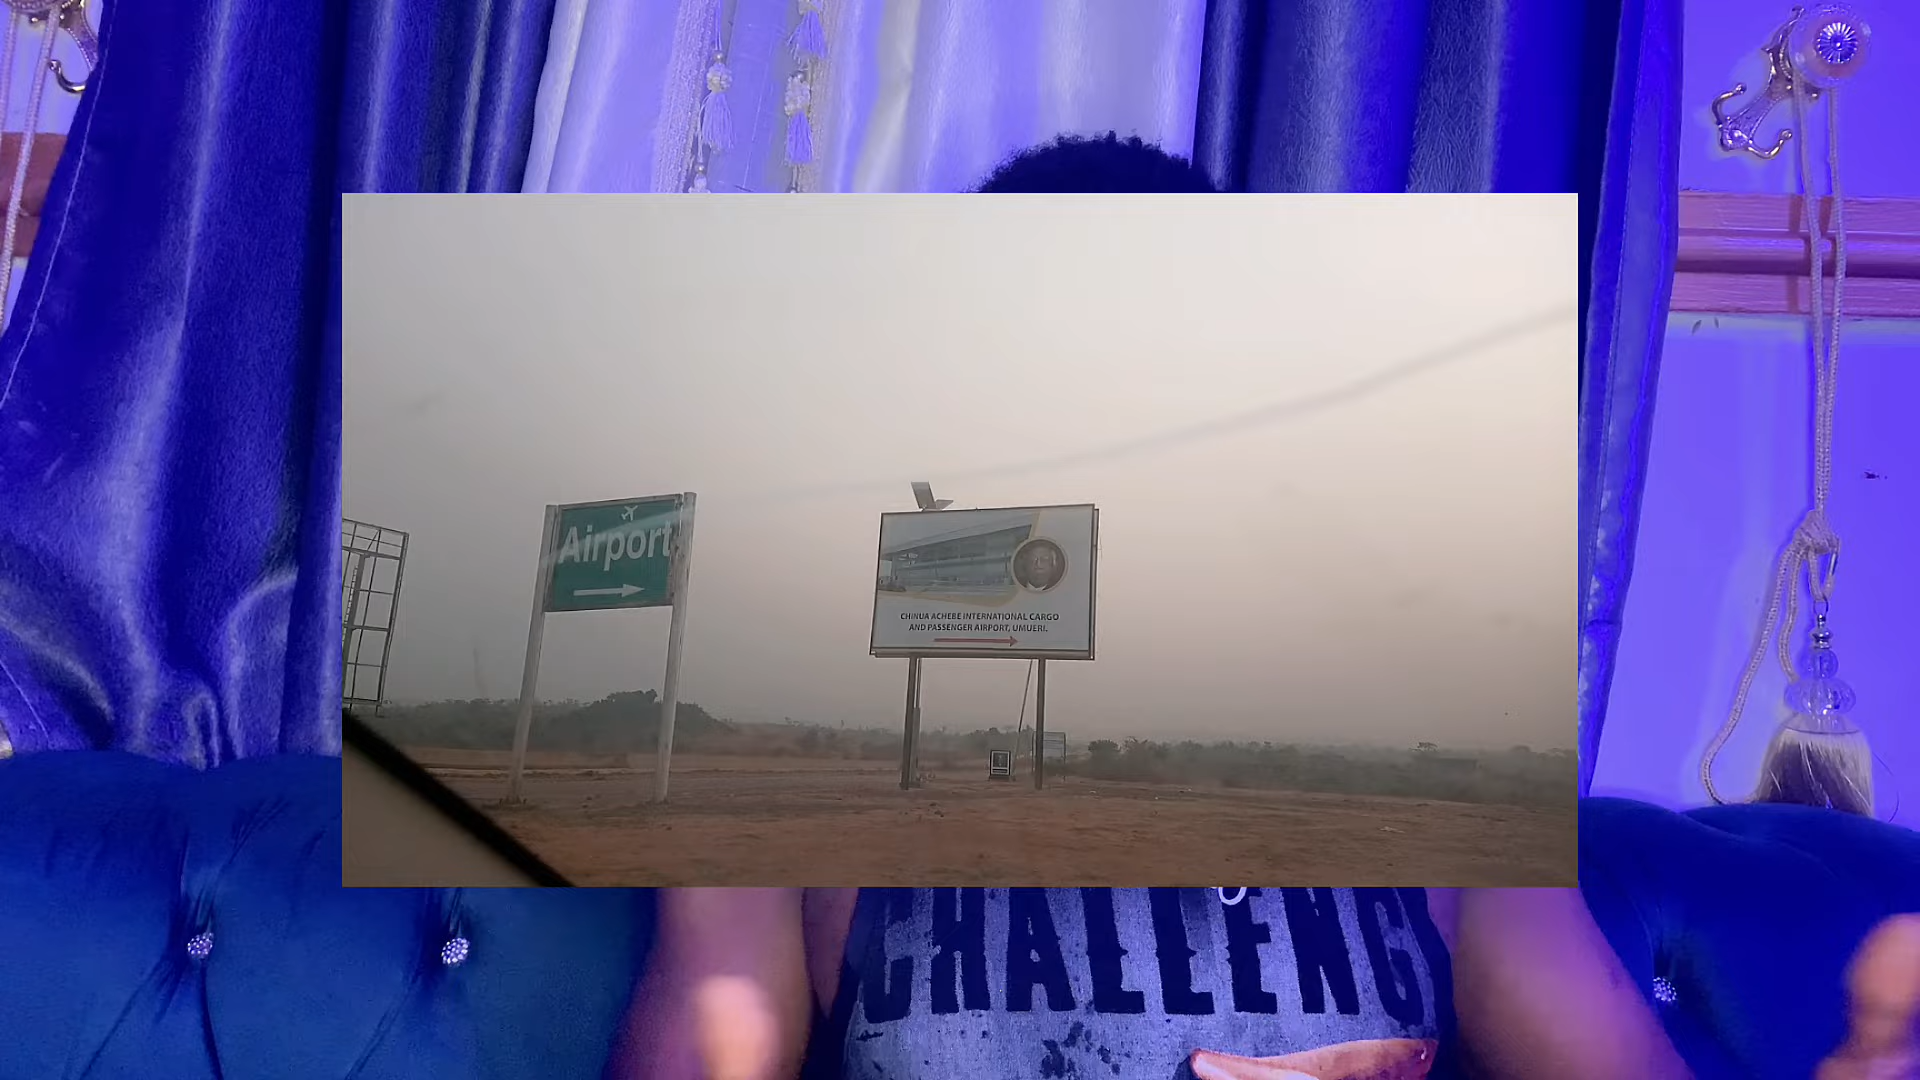 Airport
CHINUA ACHEBE INTERNATIONAL CARGO
AND PASSENGER AIRPORT, UMUERI.
CHALLENG